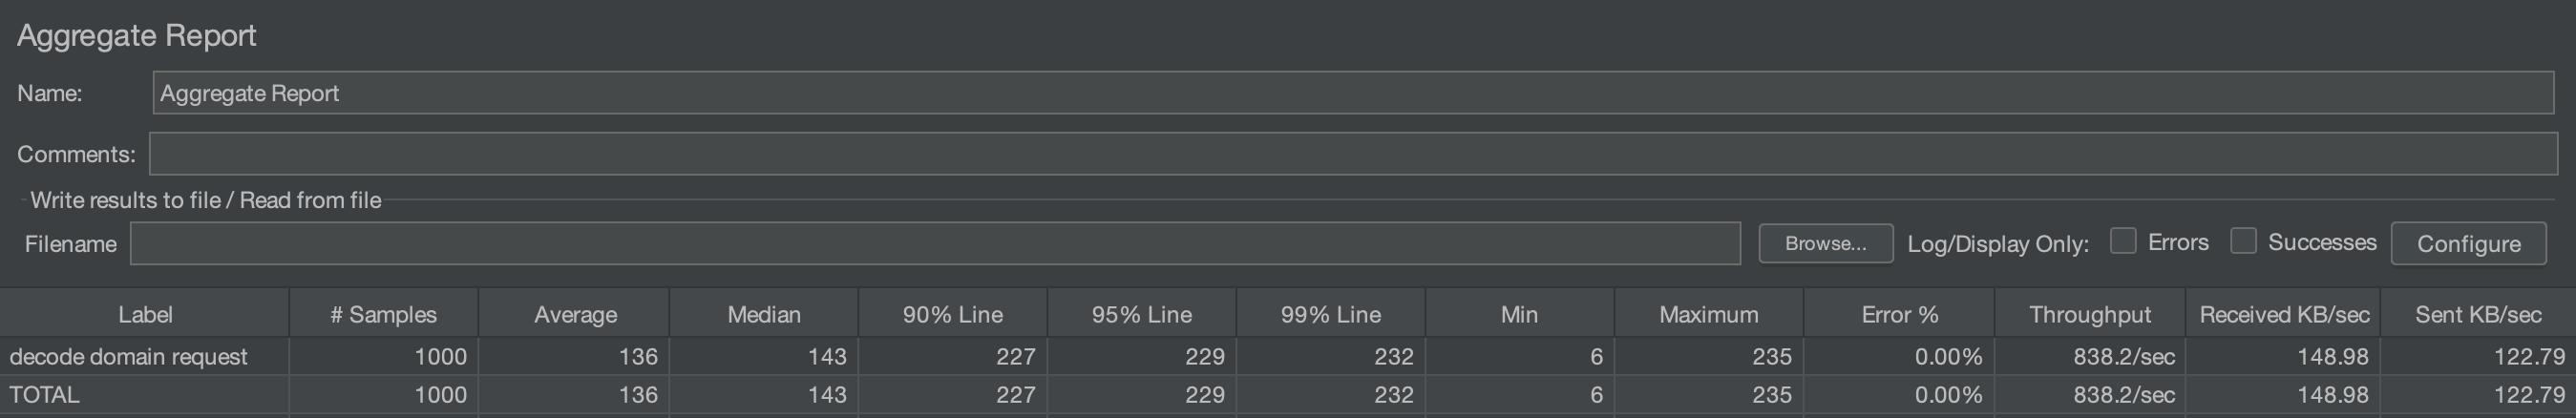 Aggregate Report
Name: Aggregate Report
Comments:
Write results to file / Read from file
Filename Browse... Log/Display Only: Errors Successes Configure
Label # Samples Average Median 90% Line 95% Line 99% Line Min Maximum Error % Throughput Received KB/sec Sent KB/sec
decode domain request 1000 136 143 227 229 232 6 235 0.00% 838.2/sec 148.98 122.79
TOTAL 1000 136 143 227 229 232 6 235 0.00% 838.2/sec 148.98 122.79